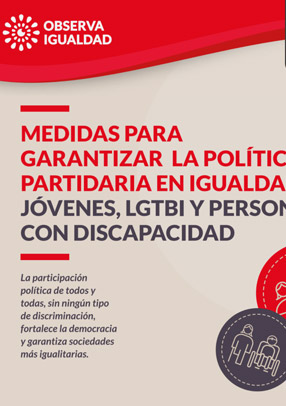 OBSERVA
IGUALDAD
MEDIDAS PARA
GARANTIZAR LA POLÍTIC
PARTIDARIA EN IGUALDA
JÓVENES, LGTBI Y PERSON
CON DISCAPACIDAD
La participación
política de todos y
todas, sin ningún tipo
de discriminación,
fortalece la democracia
y garantiza sociedades
más igualitarias.